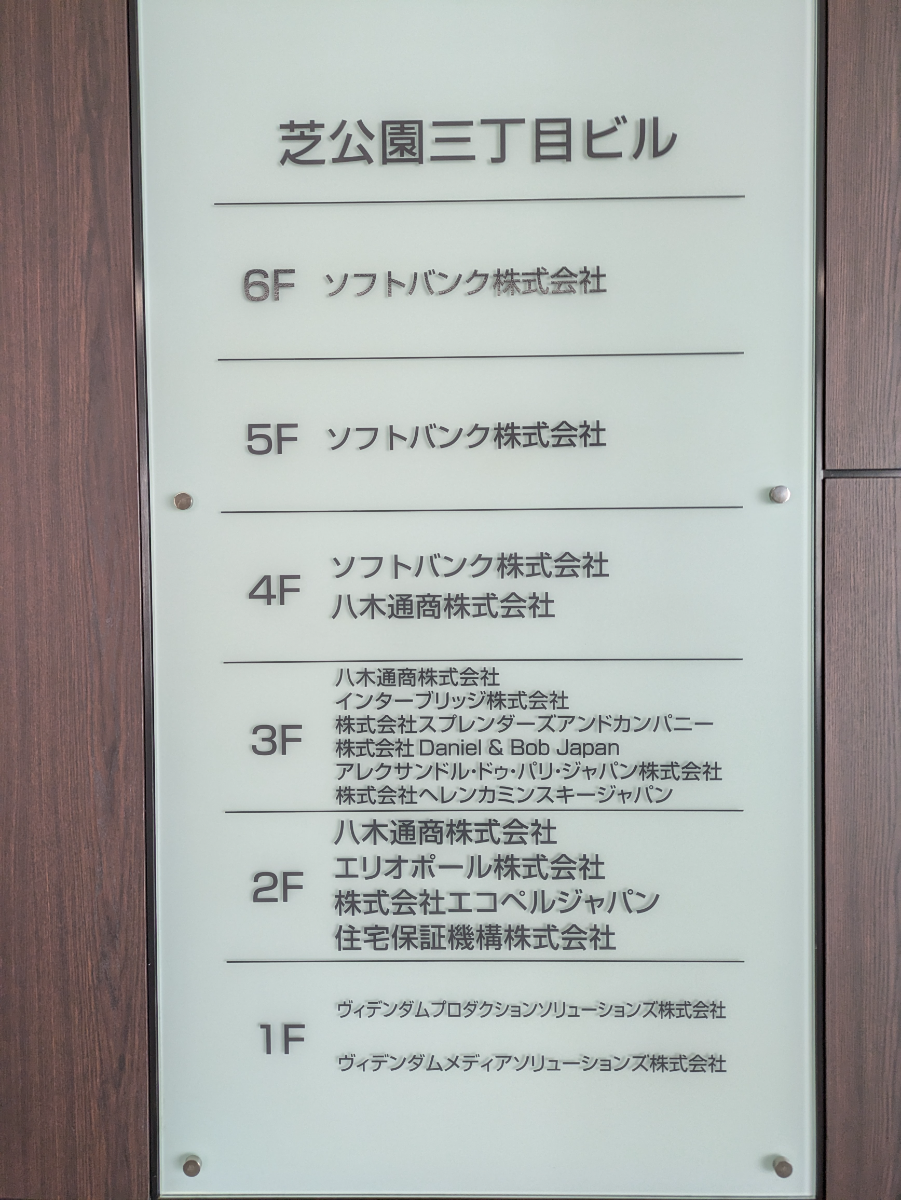 芝公園三丁目ビル
6F ソフトバンク株式会社
5F ソフトバンク株式会社
4F ソフトバンク株式会社
八木通商株式会社
3F 八木通商株式会社
インターブリッジ株式会社
株式会社スプレンダーズアンドカンパニー
株式会社 Daniel & Bob Japan
アレクサンドル・ドゥ・パリ・ジャパン株式会社
株式会社ヘレンカミンスキージャパン
2F 八木通商株式会社
エリオポール株式会社
株式会社エコペルジャパン
住宅保証機構株式会社
1F ヴィデンダムプロダクションソリューションズ株式会社
ヴィデンダムメディアソリューションズ株式会社